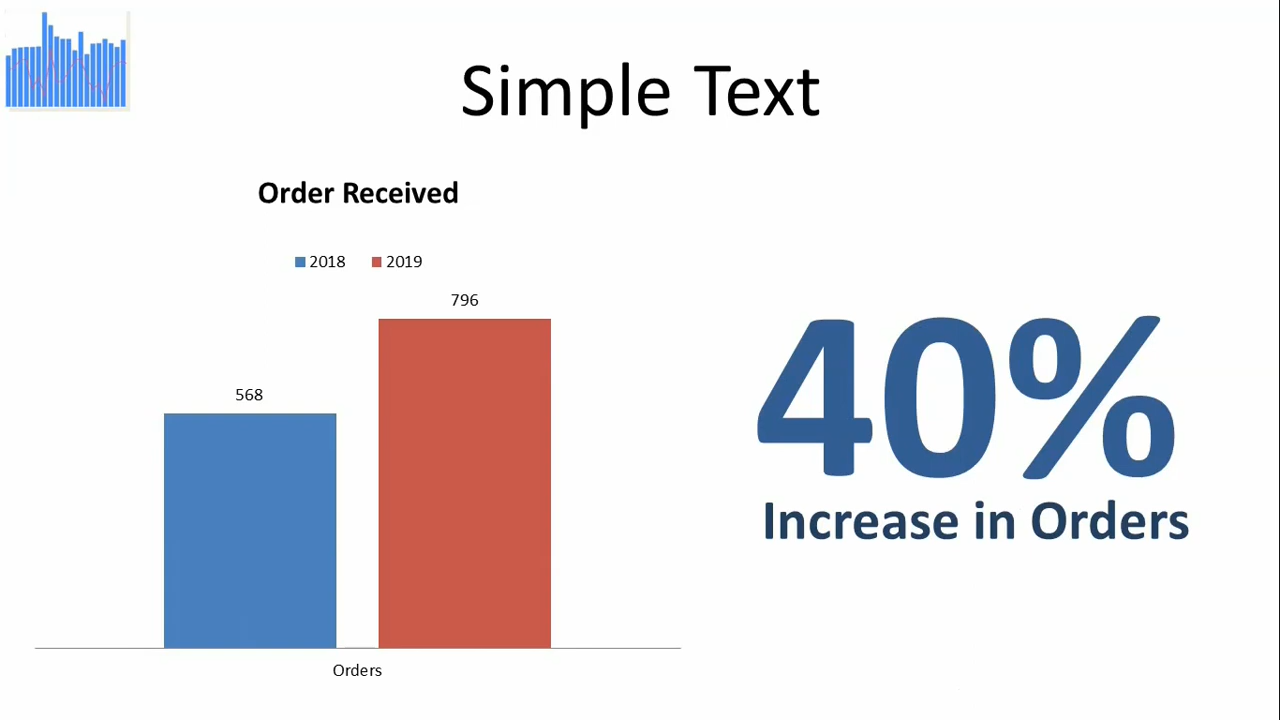 Simple Text
Order Received
2018 2019
796
568
Orders
40%
Increase in Orders